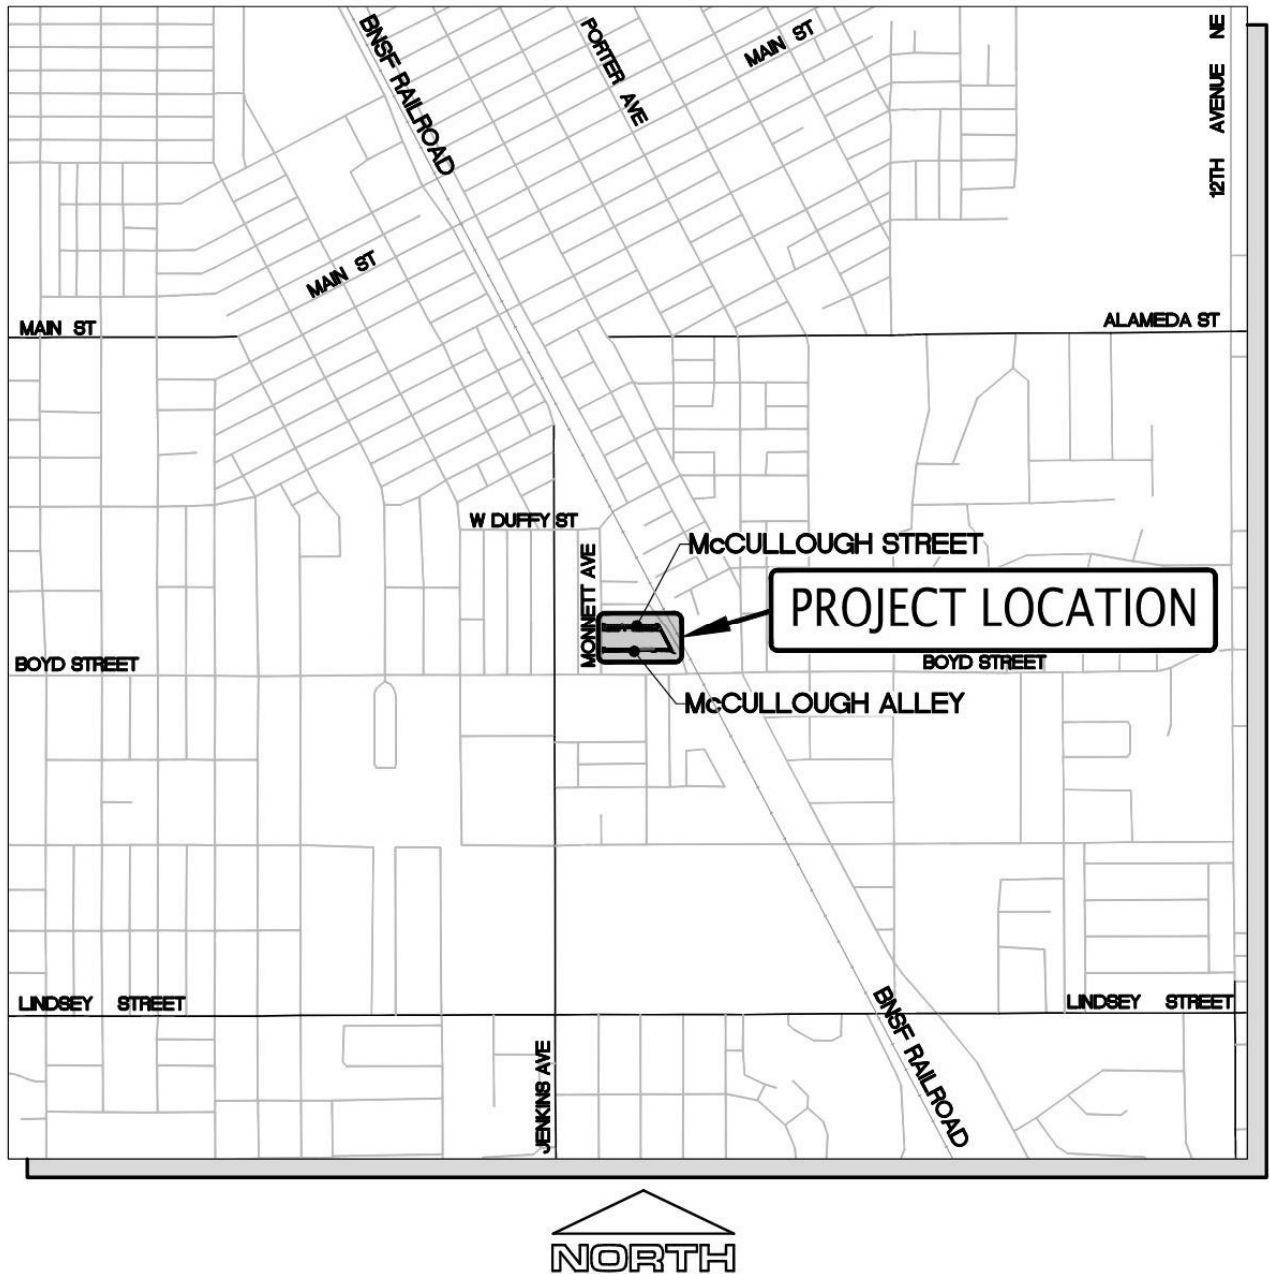 BNSF RAILROAD
PORTER AVE
MAIN ST
12TH AVENUE NE
MAIN ST
MAIN ST
ALAMEDA ST
W DUFFY ST
McCULLOUGH STREET
MONNETT AVE
PROJECT LOCATION
BOYD STREET
BOYD STREET
McCULLOUGH ALLEY
LINDSEY STREET
LINDSEY STREET
BNSF RAILROAD
JENKINS AVE
NORTH